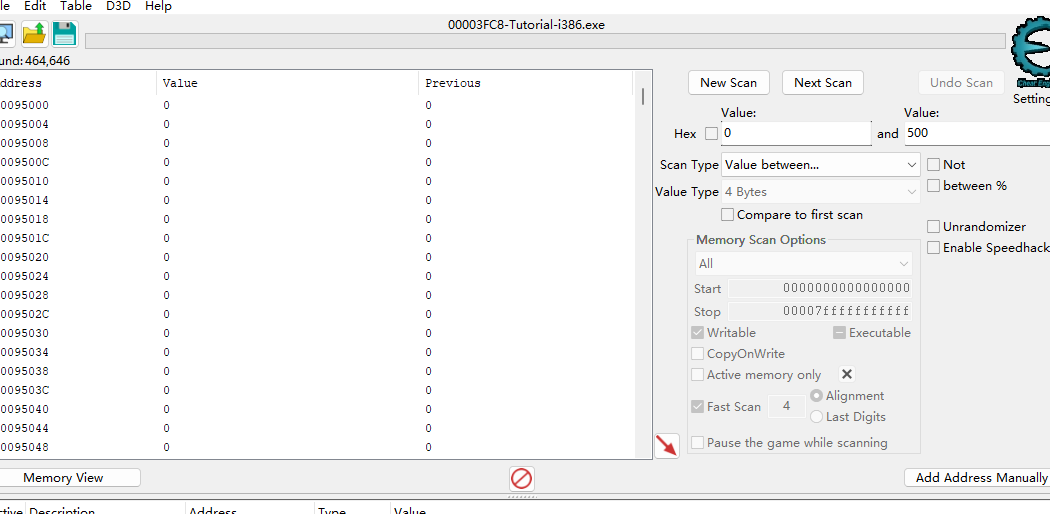 le Edit Table D3D Help
00003FC8-Tutorial-i386.exe
und: 464,646
ddress Value Previous
0095000 0 0
0095004 0 0
0095008 0 0
009500C 0 0
0095010 0 0
0095014 0 0
0095018 0 0
009501C 0 0
0095020 0 0
0095024 0 0
0095028 0 0
009502C 0 0
0095030 0 0
0095034 0 0
0095038 0 0
009503C 0 0
0095040 0 0
0095044 0 0
0095048 0 0
New Scan Next Scan Undo Scan
Setting
Value: Value:
Hex 0 and 500
Scan Type Value between... Not
Value Type 4 Bytes between %
Compare to first scan
Unrandomizer
Enable Speedhack
Memory Scan Options
All
Start 0000000000000000
Stop 00007fffffffffff
Writable Executable
CopyOnWrite
Active memory only
Fast Scan 4 Alignment
Last Digits
Pause the game while scanning
Memory View Add Address Manually
ctive Description Address Type Value